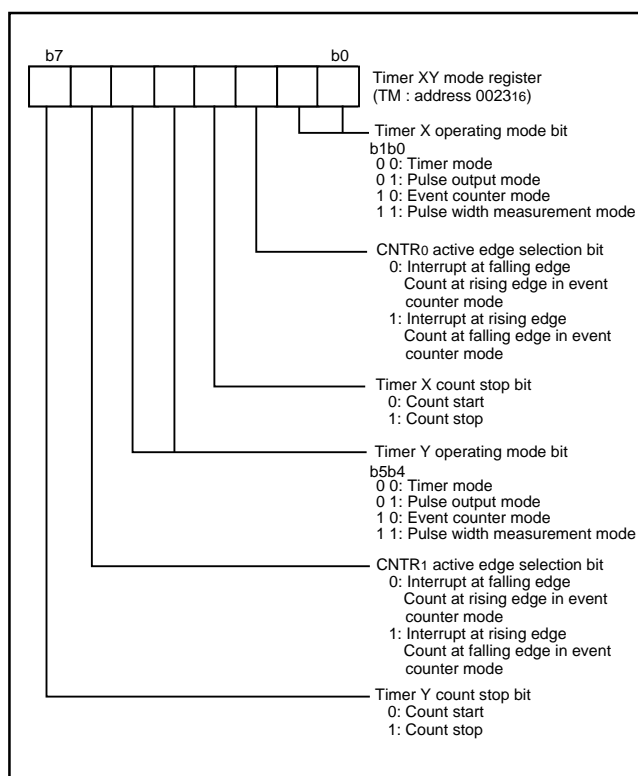 b7 b0
Timer XY mode register
(TM : address 002316)
Timer X operating mode bit
b1b0
0 0: Timer mode
0 1: Pulse output mode
1 0: Event counter mode
1 1: Pulse width measurement mode
CNTR0 active edge selection bit
0: Interrupt at falling edge
Count at rising edge in event
counter mode
1: Interrupt at rising edge
Count at falling edge in event
counter mode
Timer X count stop bit
0: Count start
1: Count stop
Timer Y operating mode bit
b5b4
0 0: Timer mode
0 1: Pulse output mode
1 0: Event counter mode
1 1: Pulse width measurement mode
CNTR1 active edge selection bit
0: Interrupt at falling edge
Count at rising edge in event
counter mode
1: Interrupt at rising edge
Count at falling edge in event
counter mode
Timer Y count stop bit
0: Count start
1: Count stop